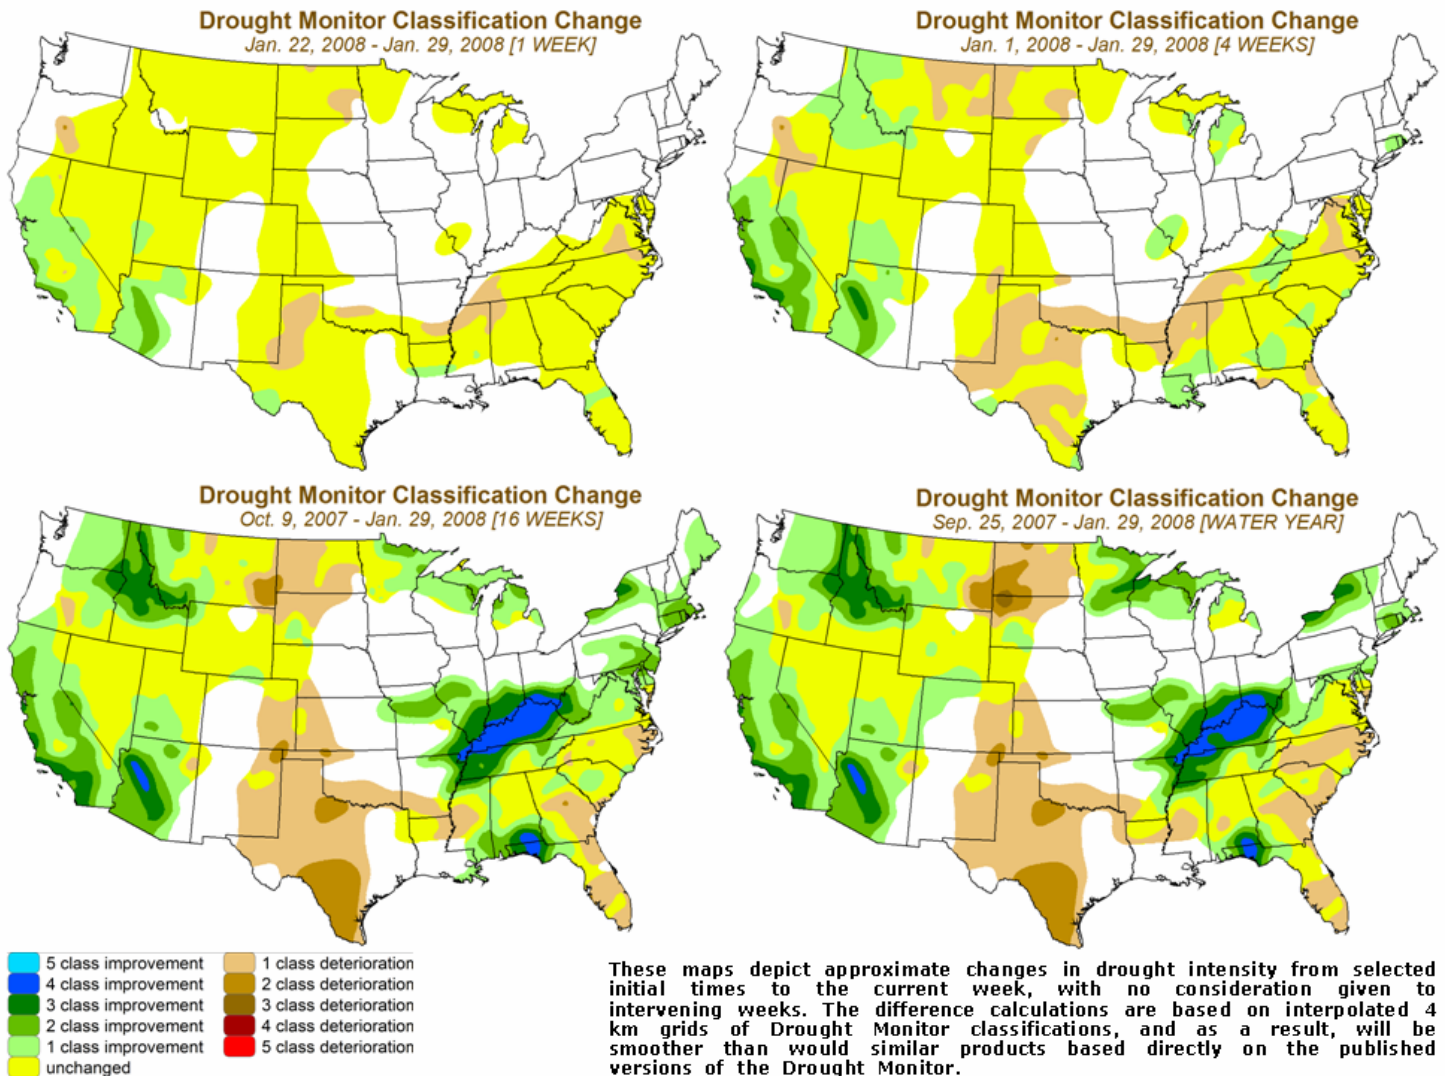 Drought Monitor Classification Change
Jan. 22, 2008 - Jan. 29, 2008 [1 WEEK]
Drought Monitor Classification Change
Jan. 1, 2008 - Jan. 29, 2008 [4 WEEKS]
Drought Monitor Classification Change
Oct. 9, 2007 - Jan. 29, 2008 [16 WEEKS]
Drought Monitor Classification Change
Sep. 25, 2007 - Jan. 29, 2008 [WATER YEAR]
5 class improvement
4 class improvement
3 class improvement
2 class improvement
1 class improvement
unchanged
1 class deterioration
2 class deterioration
3 class deterioration
4 class deterioration
5 class deterioration
These maps depict approximate changes in drought intensity from selected
initial times to the current week, with no consideration given to
intervening weeks. The difference calculations are based on interpolated 4
km grids of Drought Monitor classifications, and as a result, will be
smoother than would similar products based directly on the published
versions of the Drought Monitor.